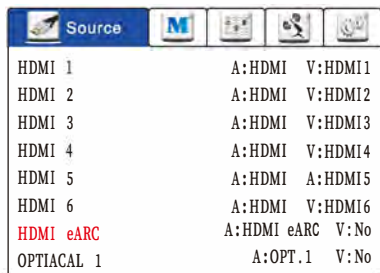 Source M
HDMI 1 A:HDMI V:HDMI1
HDMI 2 A:HDMI V:HDMI2
HDMI 3 A:HDMI V:HDMI3
HDMI 4 A:HDMI V:HDMI4
HDMI 5 A:HDMI A:HDMI5
HDMI 6 A:HDMI V:HDMI6
HDMI eARC A:HDMI eARC V:No
OPTIACAL 1 A:OPT.1 V:No